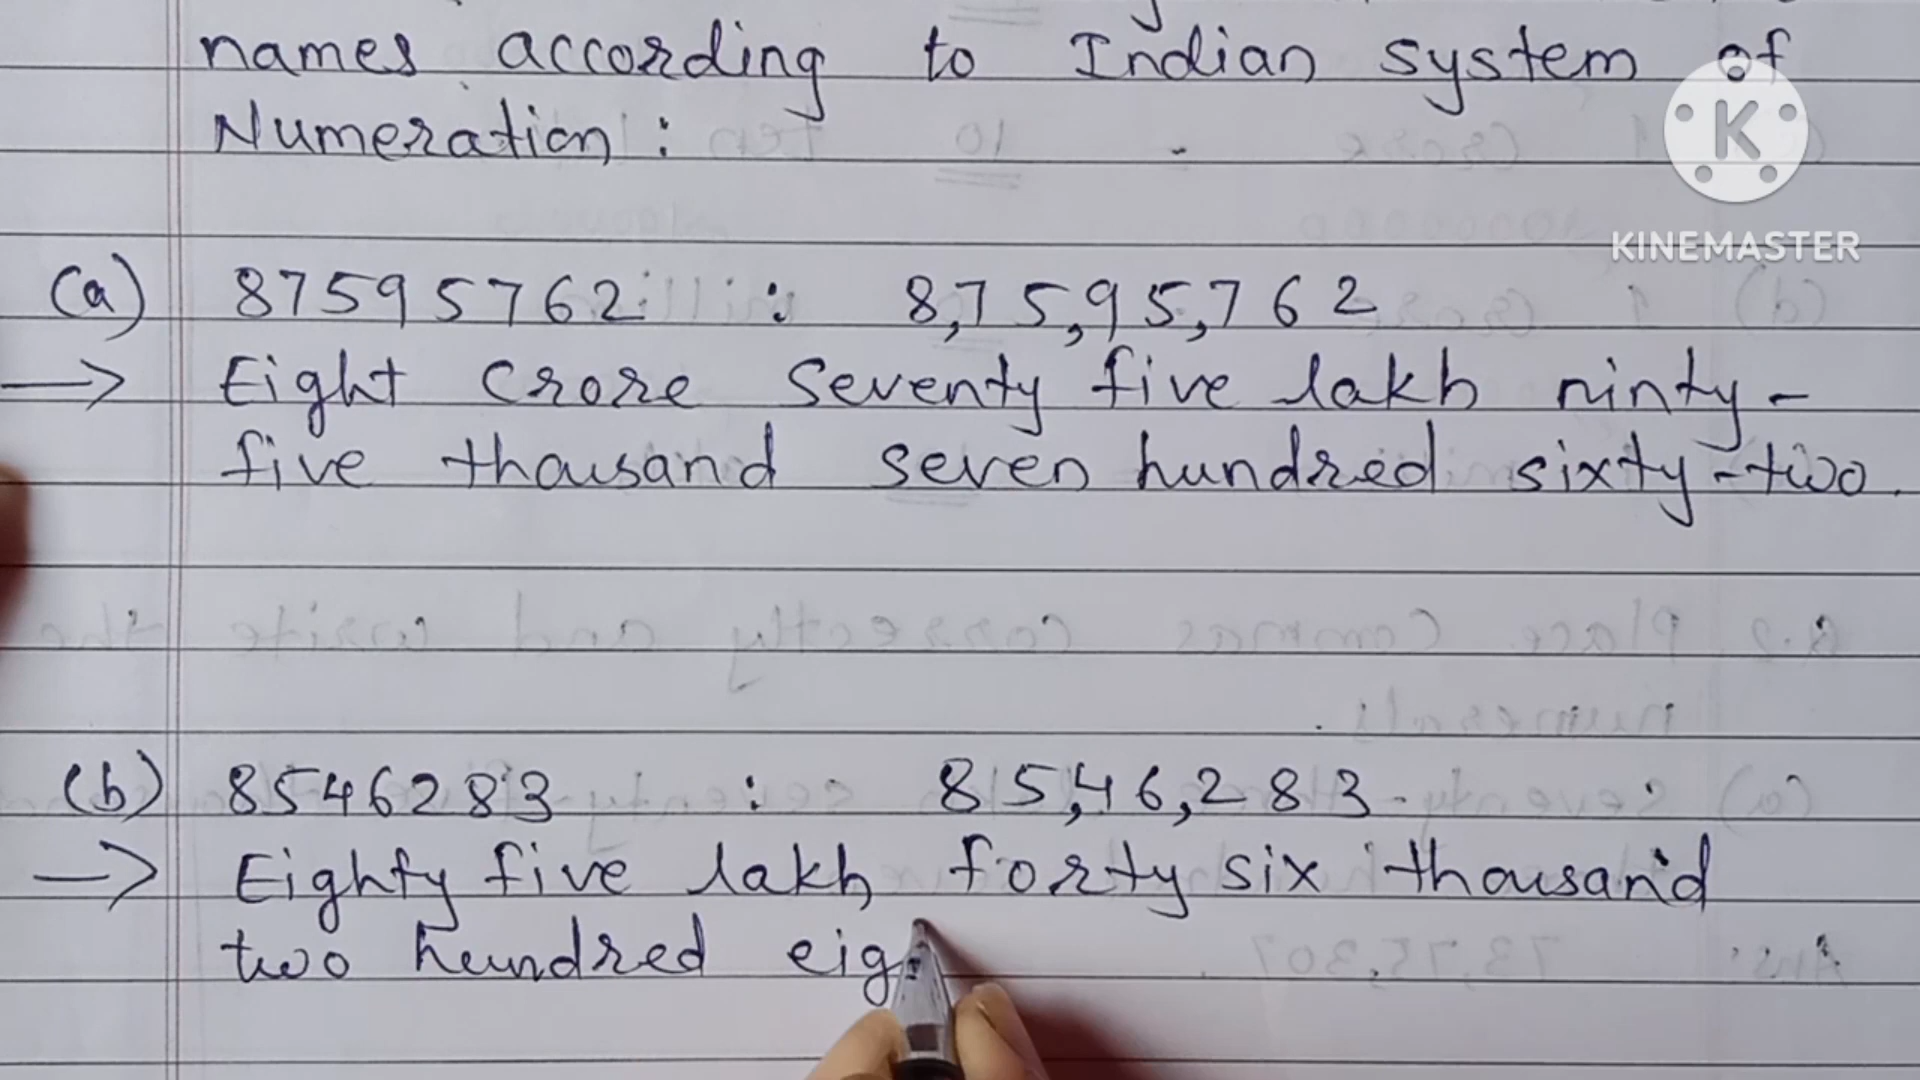 names according to Indian system of
Numeration :
K
KINEMASTER
(a) 87595762 : 8,75,95,762
→ Eight Crore Seventy five lakh ninty-
five thousand seven hundred sixty-two.
(b) 8546283 : 85,46,283
→ Eighty five lakh forty six thousand
two hundred eig